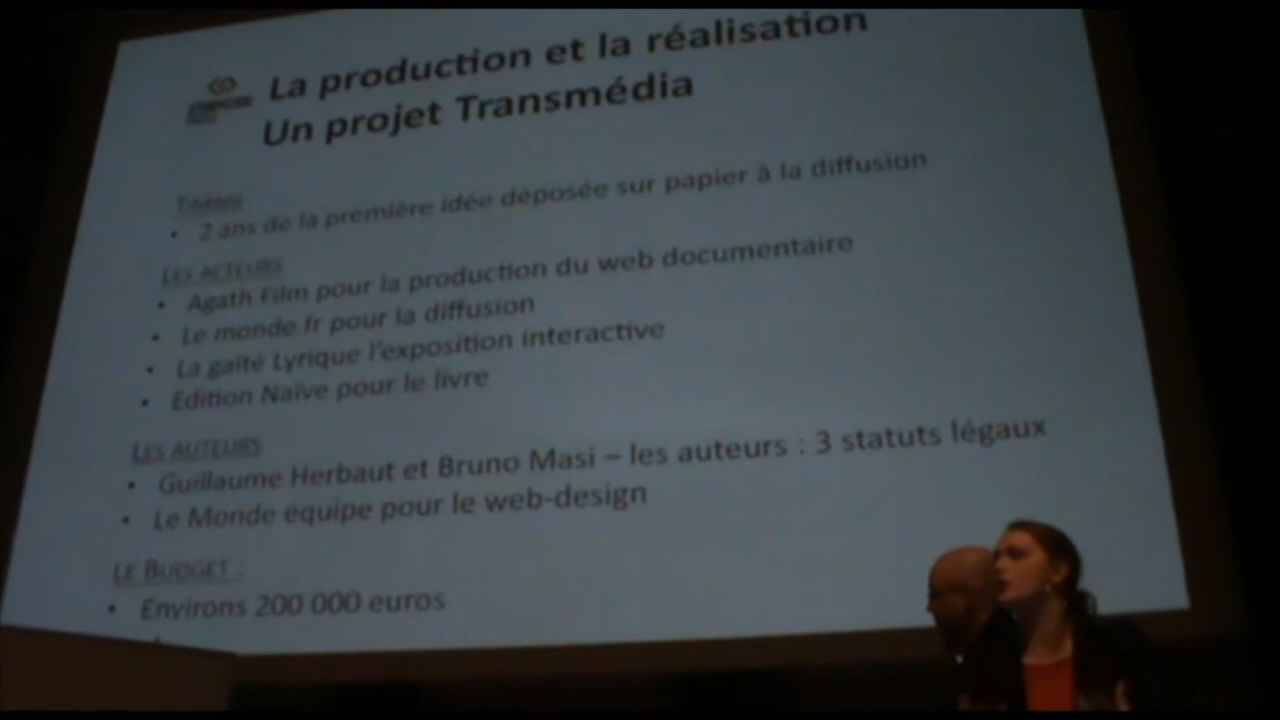 La production et la réalisation
Un projet Transmédia
TIMING
• 2 ans de la première idée déposée sur papier à la diffusion
LES ACTEURS
• Agath Film pour la production du web documentaire
• Le monde.fr pour la diffusion
• La gaité Lyrique l'exposition interactive
• Edition Naïve pour le livre
LES AUTEURS
• Guillaume Herbaut et Bruno Masi – les auteurs : 3 statuts légaux
• Le Monde équipe pour le web-design
LE BUDGET :
• Environs 200 000 euros